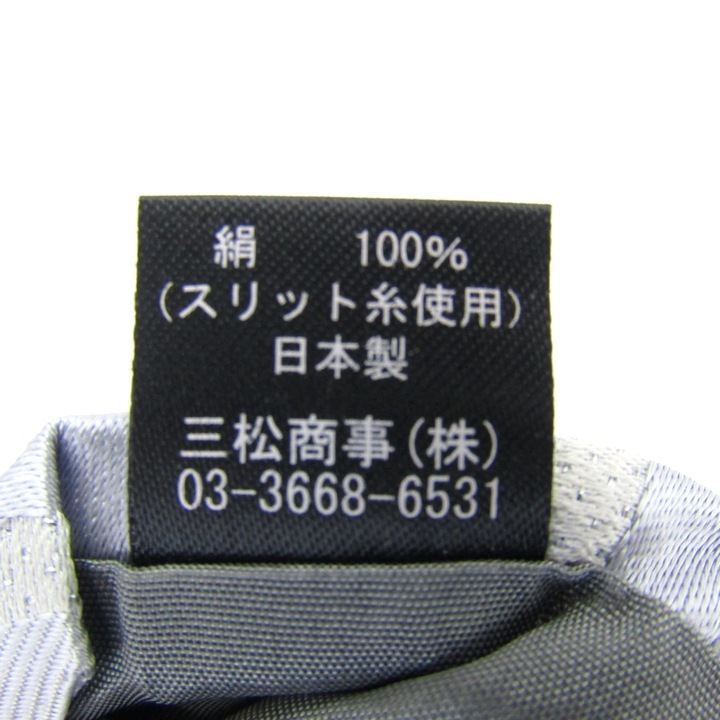 絹 100%
(スリット糸使用)
日本製
三松商事(株)
03-3668-6531